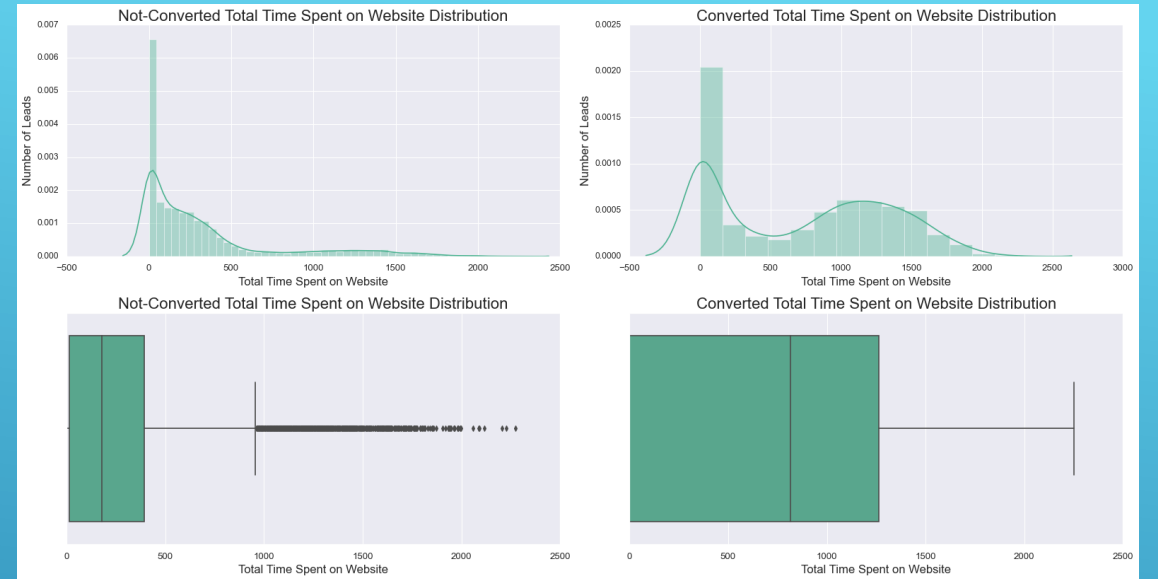 Not-Converted Total Time Spent on Website Distribution
0.007
0.006
0.005
0.004
0.003
0.002
0.001
0.000
Number of Leads
−500 0 500 1000 1500 2000 2500
Total Time Spent on Website
Converted Total Time Spent on Website Distribution
0.0025
0.0020
0.0015
0.0010
0.0005
0.0000
Number of Leads
−500 0 500 1000 1500 2000 2500 3000
Total Time Spent on Website
Not-Converted Total Time Spent on Website Distribution
0 500 1000 1500 2000 2500
Total Time Spent on Website
Converted Total Time Spent on Website Distribution
0 500 1000 1500 2000 2500
Total Time Spent on Website